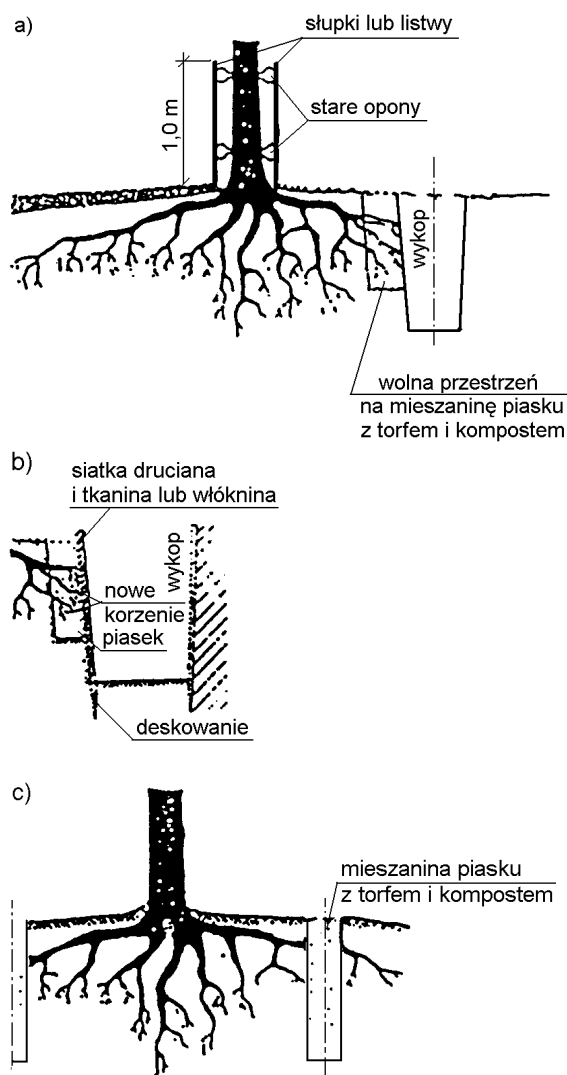 a)
słupki lub listwy
stare opony
1,0 m
wykop
wolna przestrzeń
na mieszaninę piasku
z torfem i kompostem
b)
siatka druciana
i tkanina lub włóknina
wykop
nowe
korzenie
piasek
deskowanie
c)
mieszanina piasku
z torfem i kompostem